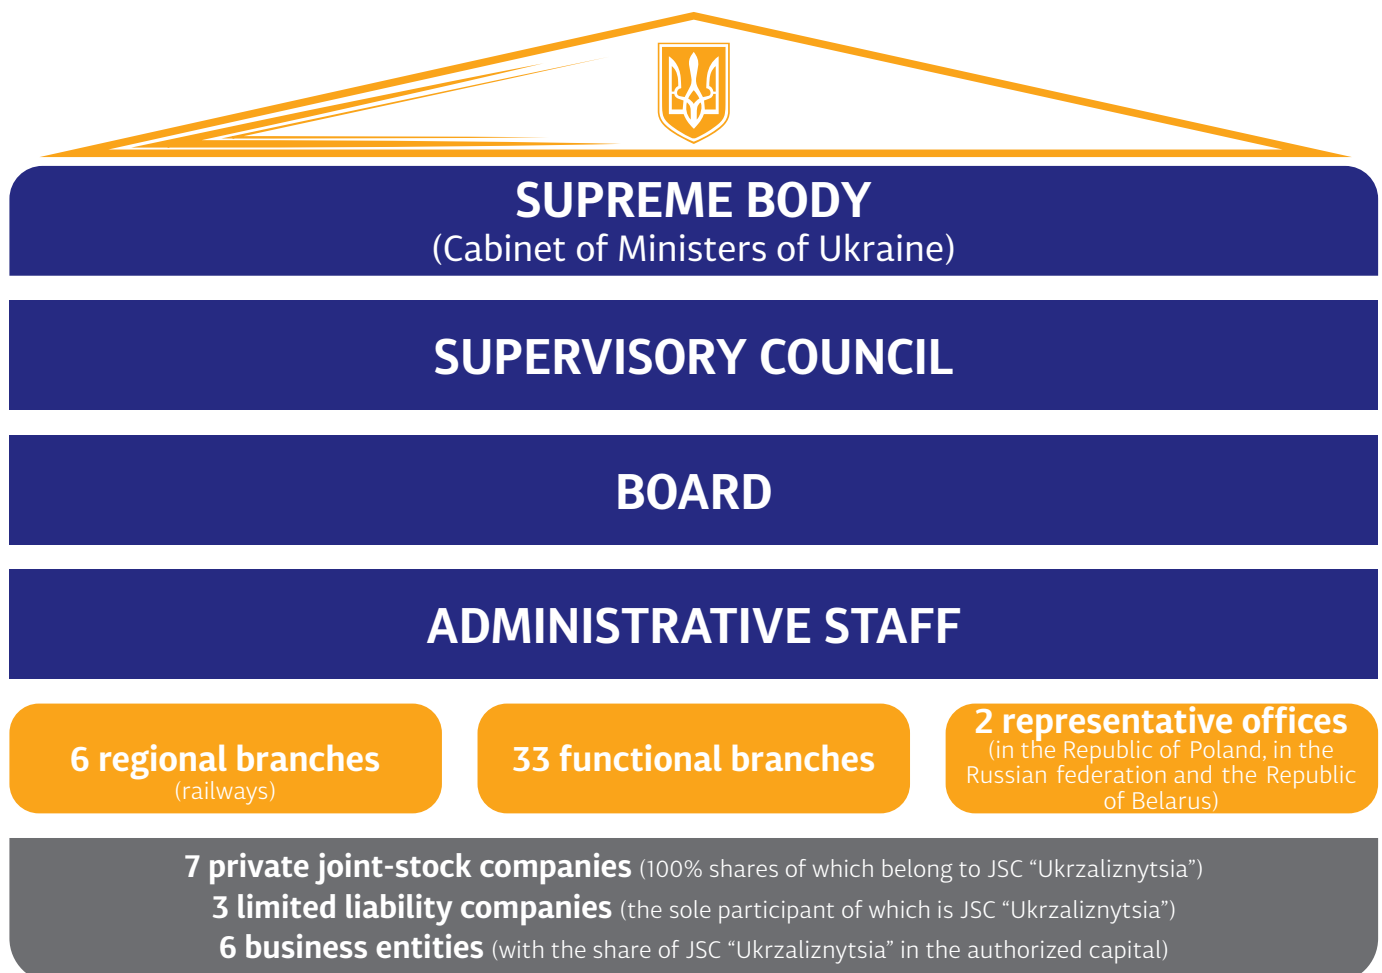 SUPREME BODY
(Cabinet of Ministers of Ukraine)
SUPERVISORY COUNCIL
BOARD
ADMINISTRATIVE STAFF
6 regional branches
(railways)
33 functional branches
2 representative offices
(in the Republic of Poland, in the
Russian federation and the Republic
of Belarus)
7 private joint-stock companies (100% shares of which belong to JSC “Ukrzaliznytsia”)
3 limited liability companies (the sole participant of which is JSC “Ukrzaliznytsia”)
6 business entities (with the share of JSC “Ukrzaliznytsia” in the authorized capital)